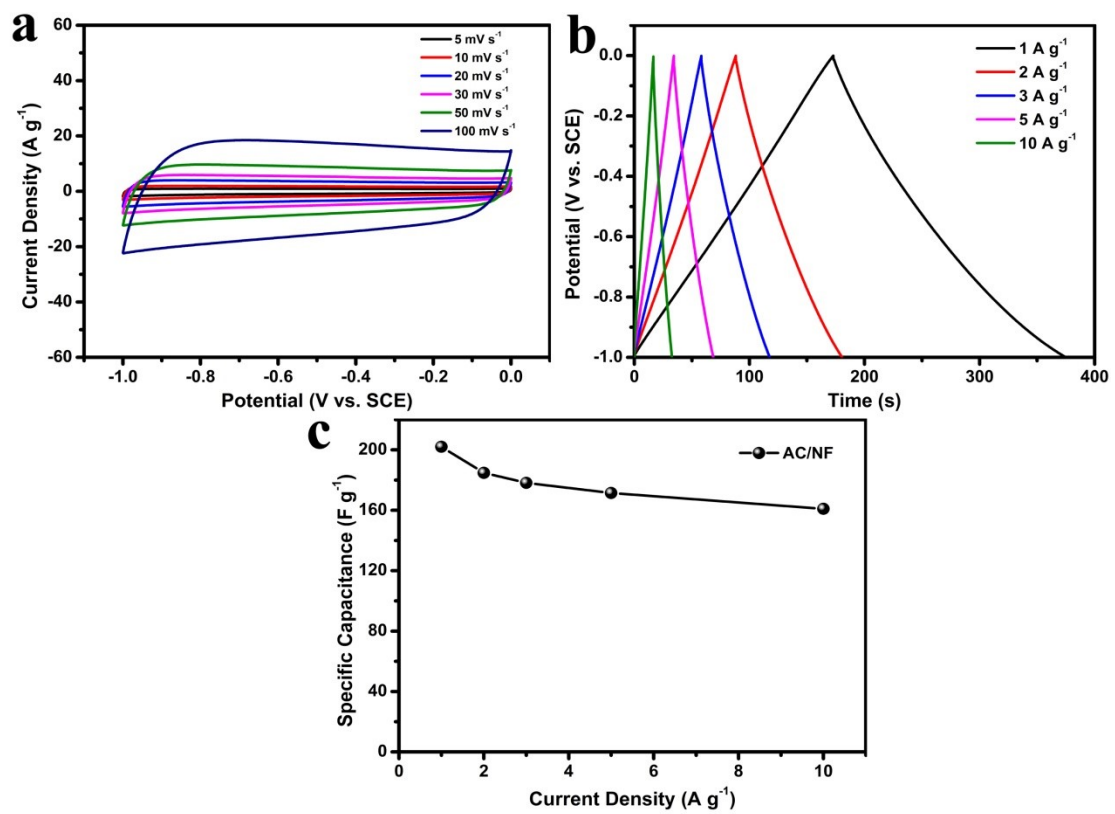 a
60
40
20
0
-20
-40
-60
Current Density (A g⁻¹)
-1.0 -0.8 -0.6 -0.4 -0.2 0.0
Potential (V vs. SCE)
5 mV s⁻¹
10 mV s⁻¹
20 mV s⁻¹
30 mV s⁻¹
50 mV s⁻¹
100 mV s⁻¹
b
0.0
-0.2
-0.4
-0.6
-0.8
-1.0
Potential (V vs. SCE)
0 100 200 300 400
Time (s)
1 A g⁻¹
2 A g⁻¹
3 A g⁻¹
5 A g⁻¹
10 A g⁻¹
c
200
160
120
80
40
0
Specific Capacitance (F g⁻¹)
0 2 4 6 8 10
Current Density (A g⁻¹)
AC/NF